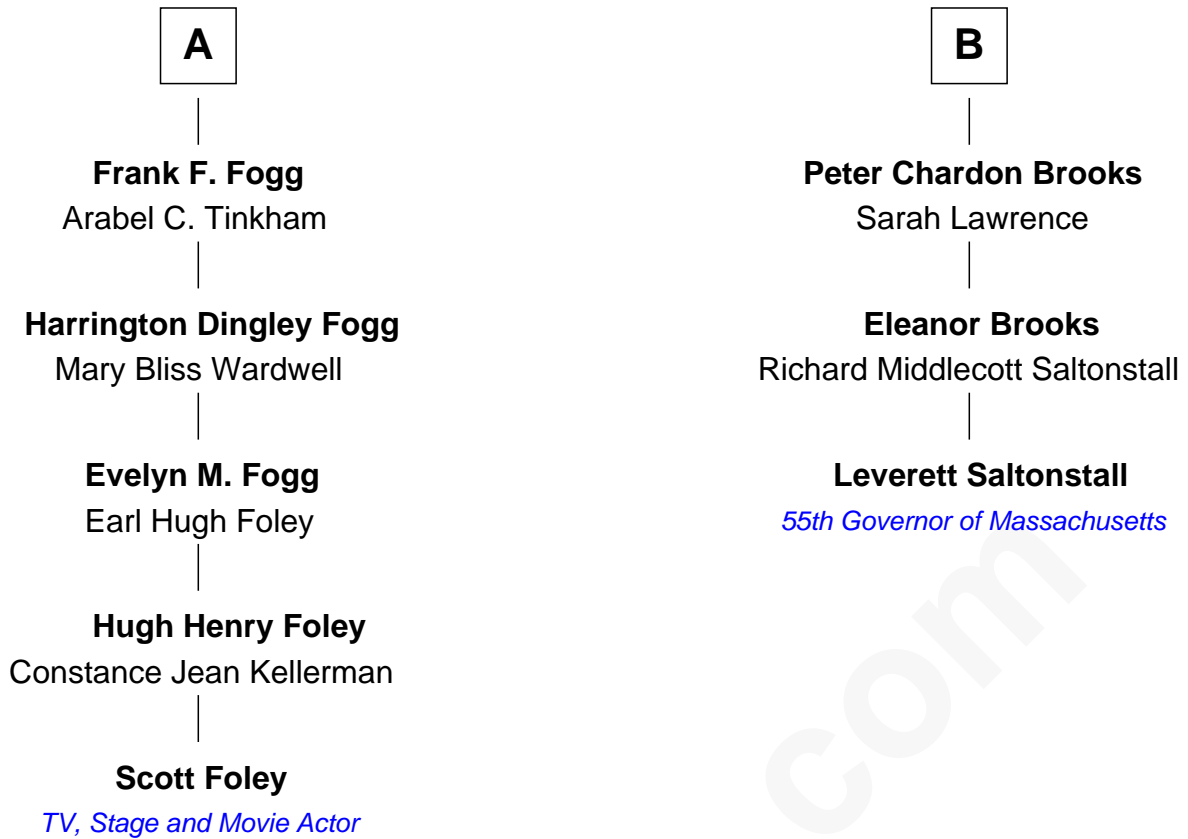 A
Frank F. Fogg
Arabel C. Tinkham
Harrington Dingley Fogg
Mary Bliss Wardwell
Evelyn M. Fogg
Earl Hugh Foley
Hugh Henry Foley
Constance Jean Kellerman
Scott Foley
TV, Stage and Movie Actor
B
Peter Chardon Brooks
Sarah Lawrence
Eleanor Brooks
Richard Middlecott Saltonstall
Leverett Saltonstall
55th Governor of Massachusetts
com